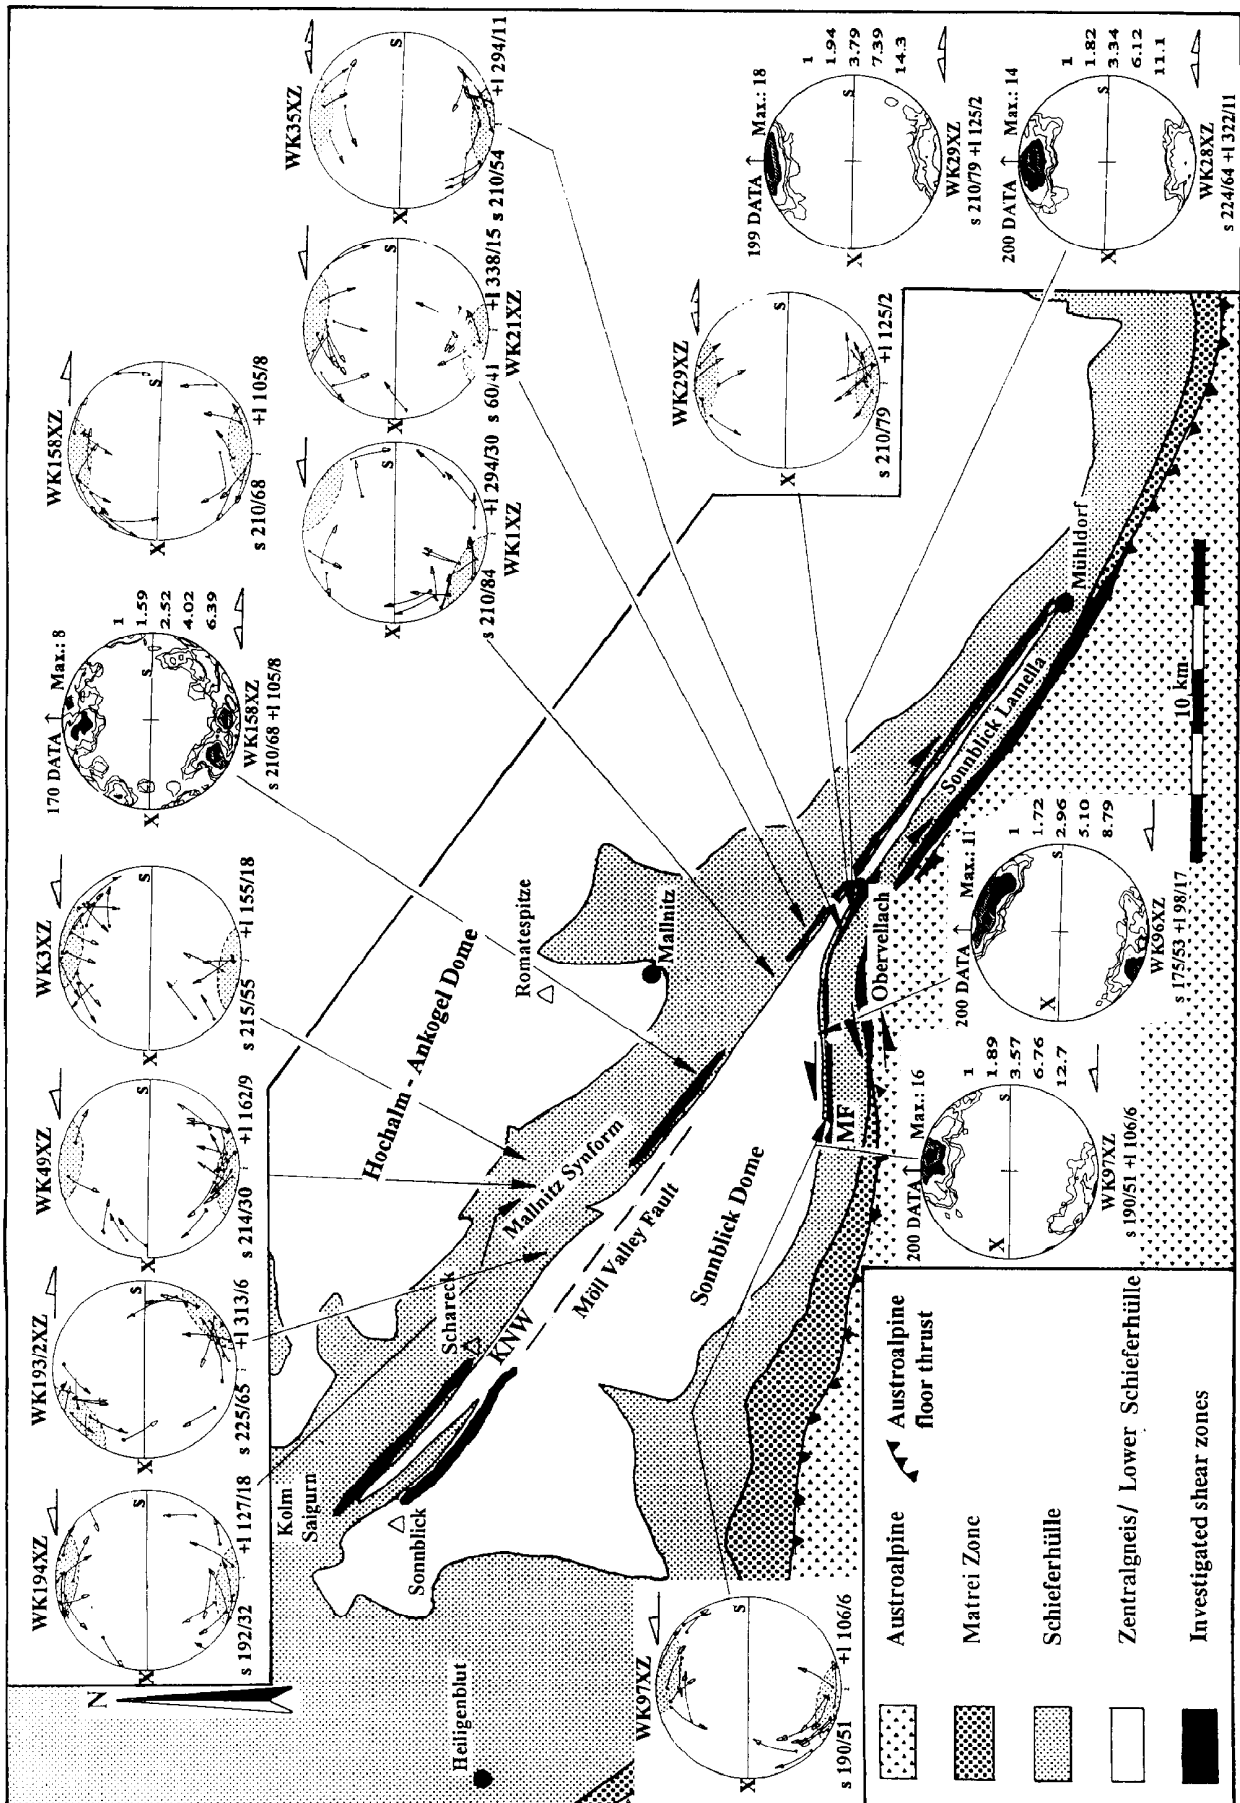 WK194XZ
X
s
s 192/32
+l 127/18
WK193/2XZ
X
s
s 225/65
+l 313/6
WK49XZ
X
s
s 214/30
+l 162/9
WK3XZ
X
s
s 215/55
+l 155/18
170 DATA ↑ Max.: 8
X
s
1
1.59
2.52
4.02
6.39
WK158XZ
s 210/68 +l 105/8
WK158XZ
X
s
s 210/68
+l 105/8
X
s
s 210/84
+l 294/30
WK1XZ
X
s
s 60/41
+l 338/15
WK21XZ
WK35XZ
X
s
s 210/54
+l 294/11
N
Heiligenblut
Kolm
Saigurn
Sonnblick
Schareck
KNW
Hochalm - Ankogel Dome
Mallnitz Synform
Romatespitze
Mallnitz
Möll Valley Fault
Sonnblick Dome
MF
Obervellach
Sonnblick Lamella
Mühldorf
10 km
WK29XZ
X
s
s 210/79
+l 125/2
199 DATA ↑ Max.: 18
X
s
1
1.94
3.79
7.39
14.3
WK29XZ
s 210/79 +l 125/2
200 DATA ↑ Max.: 14
X
s
1
1.82
3.34
6.12
11.1
WK28XZ
s 224/64 +l 322/11
WK97XZ
X
s
s 190/51
+l 106/6
200 DATA ↑ Max.: 16
X
s
1
1.89
3.57
6.76
12.7
WK97XZ
s 190/51 +l 106/6
200 DATA ↑ Max.: 11
X
s
1
1.72
2.96
5.10
8.79
WK96XZ
s 175/53 +l 98/17
Austroalpine
Matrei Zone
Schieferhülle
Zentralgneis/ Lower Schieferhülle
Investigated shear zones
Austroalpine
floor thrust